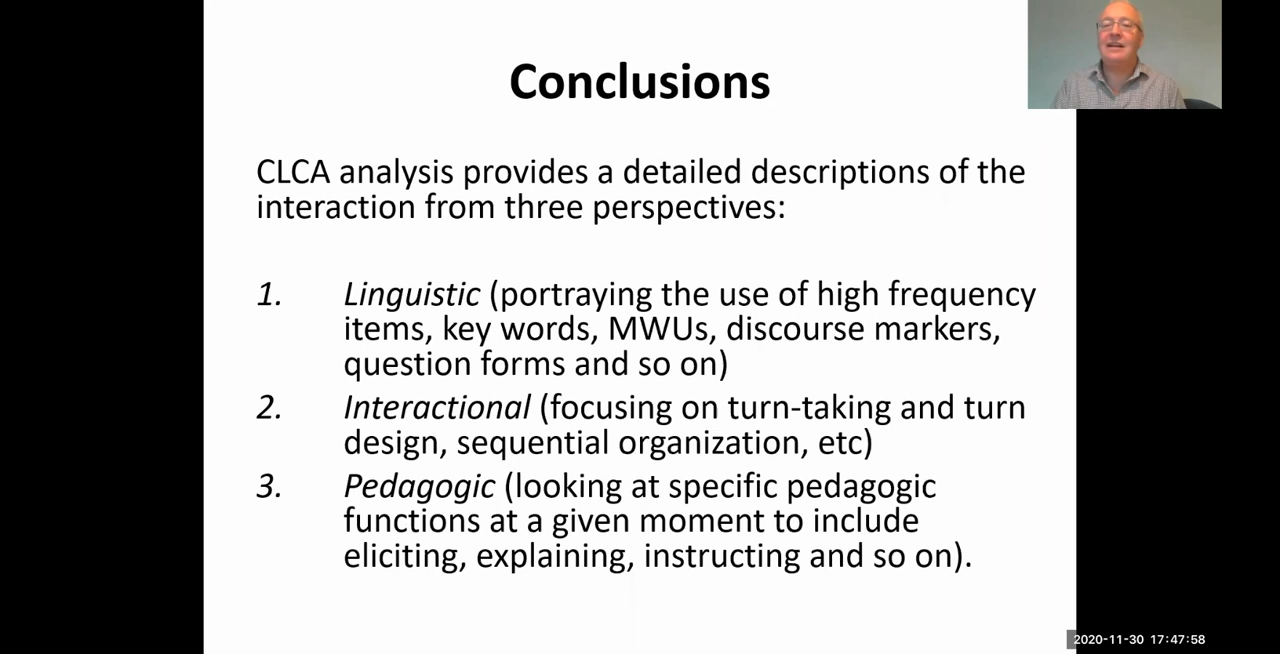 Conclusions
CLCA analysis provides a detailed descriptions of the
interaction from three perspectives:
1. Linguistic (portraying the use of high frequency
items, key words, MWUs, discourse markers,
question forms and so on)
2. Interactional (focusing on turn-taking and turn
design, sequential organization, etc)
3. Pedagogic (looking at specific pedagogic
functions at a given moment to include
eliciting, explaining, instructing and so on).
2020-11-30 17:47:58